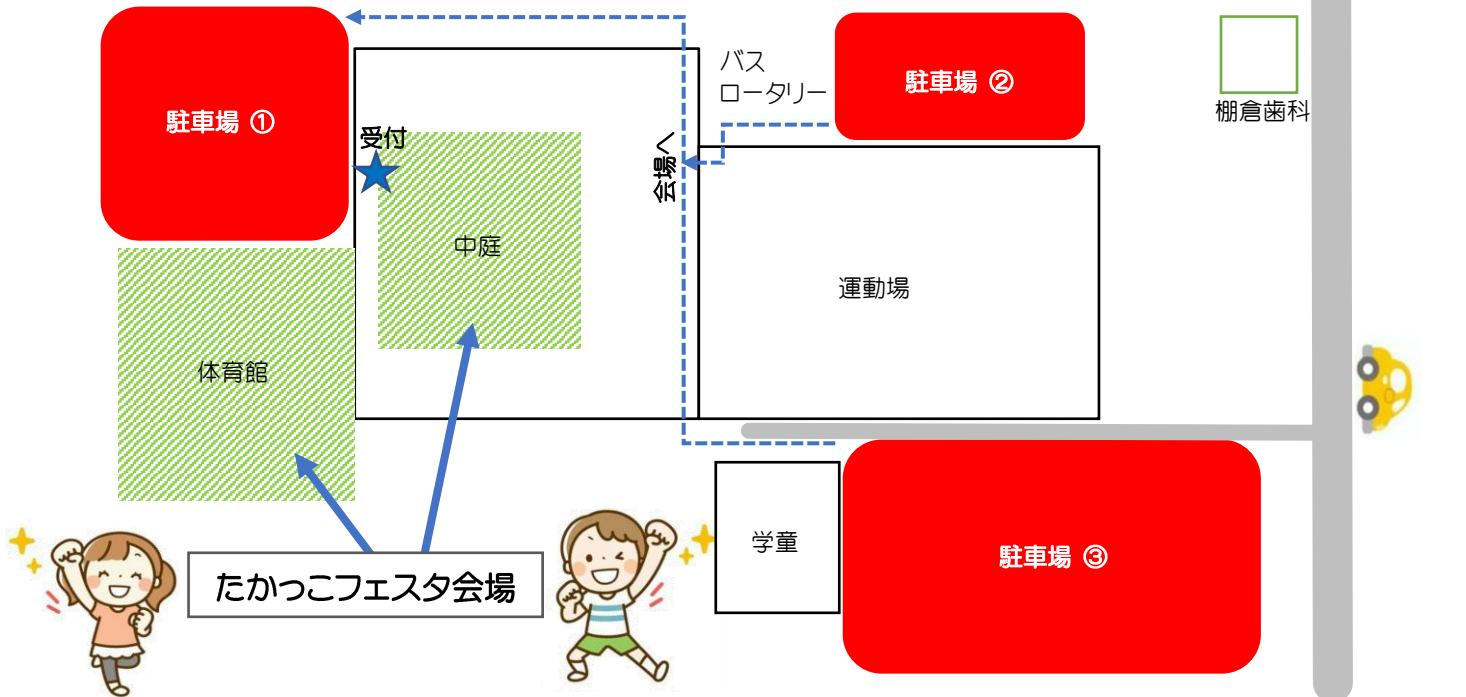 駐車場 ①
バス
ロータリー
駐車場 ②
棚倉歯科
受付
会場へ
中庭
運動場
体育館
たかっこフェスタ会場
学童
駐車場 ③